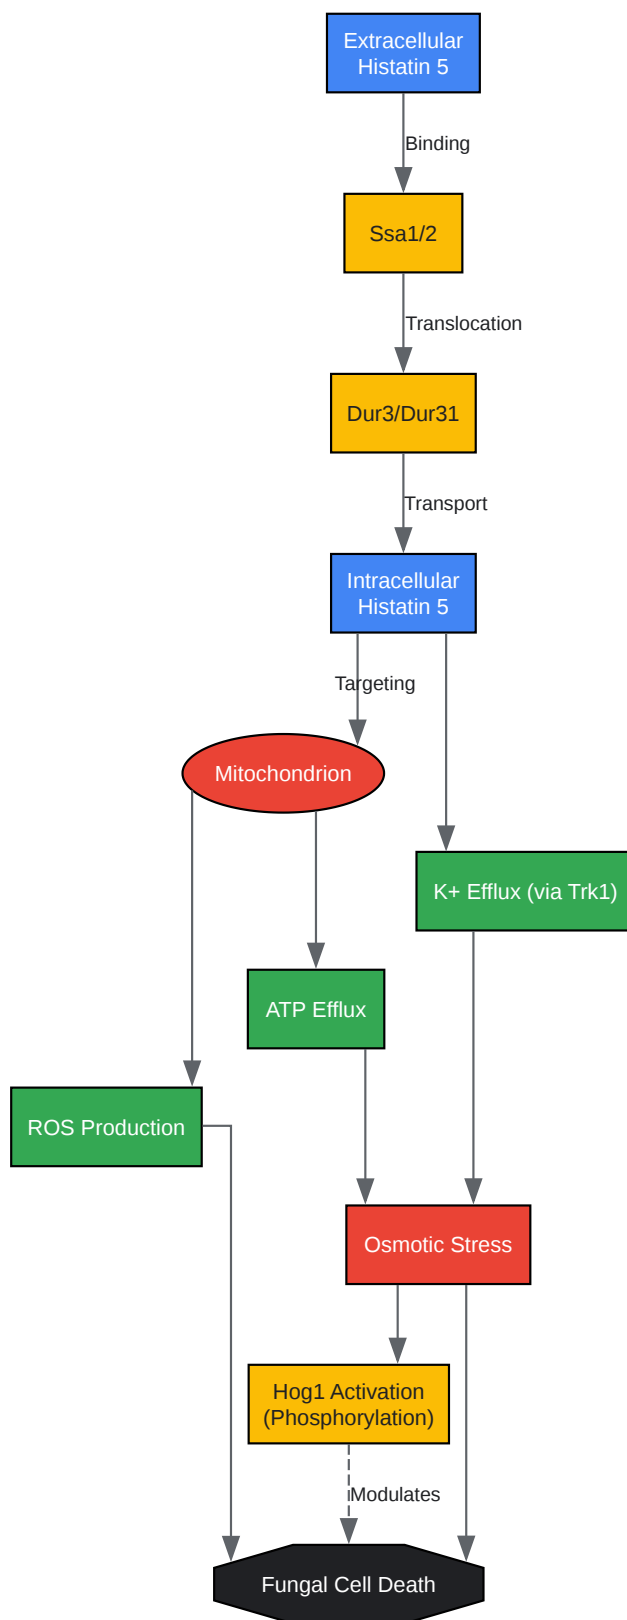 Extracellular
Histatin 5
Binding
Ssa1/2
Translocation
Dur3/Dur31
Transport
Intracellular
Histatin 5
Targeting
Mitochondrion
K+ Efflux (via Trk1)
ATP Efflux
ROS Production
Osmotic Stress
Hog1 Activation
(Phosphorylation)
Modulates
Fungal Cell Death